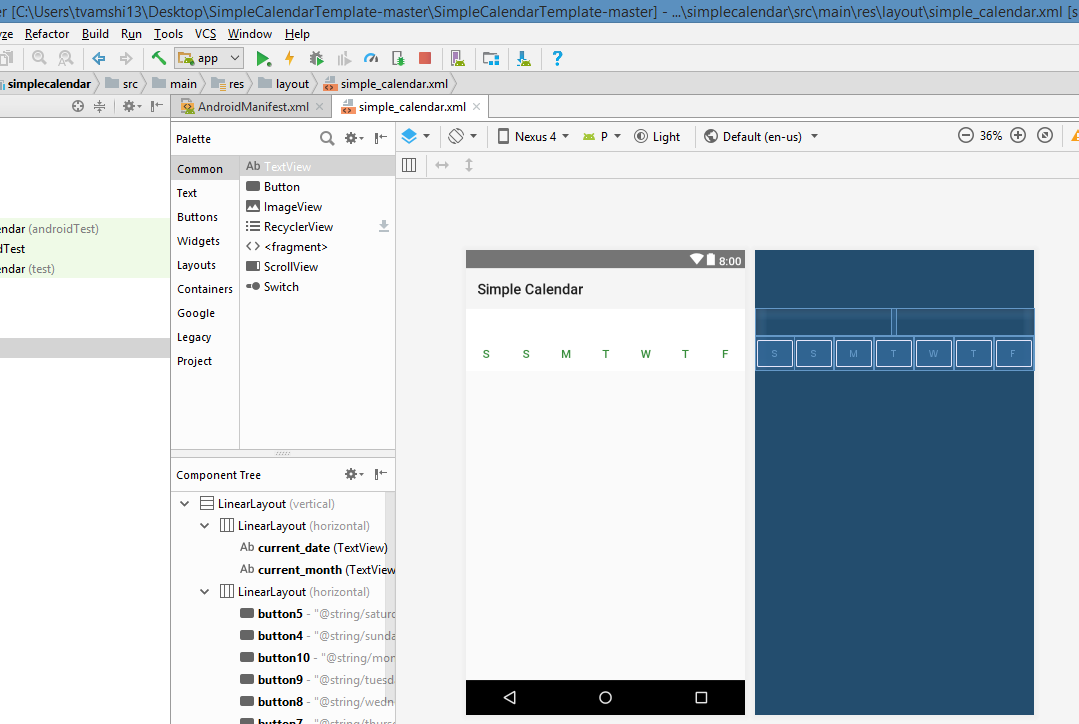 er [C:\Users\tvamshi13\Desktop\SimpleCalendarTemplate-master\SimpleCalendarTemplate-master] - ...\simplecalendar\src\main\res\layout\simple_calendar.xml [s
ze Refactor Build Run Tools VCS Window Help
app
simplecalendar src main res layout simple_calendar.xml
AndroidManifest.xml simple_calendar.xml
Palette
Nexus 4 P Light Default (en-us) 36%
Common
Text
Buttons
Widgets
Layouts
Containers
Google
Legacy
Project
Ab TextView
Button
ImageView
RecyclerView
<fragment>
ScrollView
Switch
endar (androidTest)
dTest
endar (test)
8:00
Simple Calendar
S S M T W T F
S S M T W T F
Component Tree
LinearLayout (vertical)
LinearLayout (horizontal)
Ab current_date (TextView)
Ab current_month (TextView
LinearLayout (horizontal)
button5 - "@string/saturd
button4 - "@string/sunda
button10 - "@string/mon
button9 - "@string/tuesd
button8 - "@string/wedn
button7 - "@string/thurs